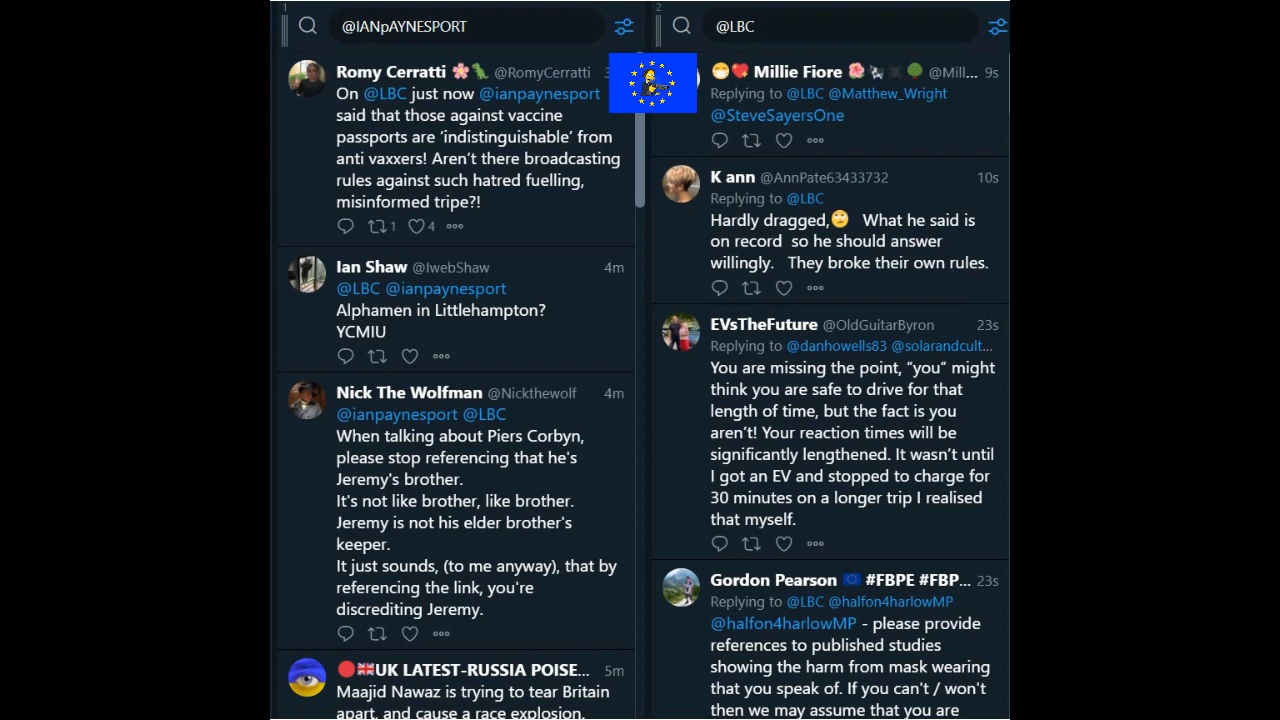 1
@IANpAYNESPORT
Romy Cerratti @RomyCerratti
On @LBC just now @ianpaynesport
said that those against vaccine
passports are ‘indistinguishable’ from
anti vaxxers! Aren’t there broadcasting
rules against such hatred fuelling,
misinformed tripe?!
1 4
Ian Shaw @IwebShaw 4m
@LBC @ianpaynesport
Alphamen in Littlehampton?
YCMIU
Nick The Wolfman @Nickthewolf 4m
@ianpaynesport @LBC
When talking about Piers Corbyn,
please stop referencing that he's
Jeremy's brother.
It's not like brother, like brother.
Jeremy is not his elder brother's
keeper.
It just sounds, (to me anyway), that by
referencing the link, you're
discrediting Jeremy.
UK LATEST-RUSSIA POISE... 5m
Maajid Nawaz is trying to tear Britain
apart, and cause a race explosion.
2
@LBC
Millie Fiore @Mill... 9s
Replying to @LBC @Matthew_Wright
@SteveSayersOne
K ann @AnnPate63433732 10s
Replying to @LBC
Hardly dragged, What he said is
on record so he should answer
willingly. They broke their own rules.
EVsTheFuture @OldGuitarByron 23s
Replying to @danhowells83 @solarandcult...
You are missing the point, “you” might
think you are safe to drive for that
length of time, but the fact is you
aren’t! Your reaction times will be
significantly lengthened. It wasn’t until
I got an EV and stopped to charge for
30 minutes on a longer trip I realised
that myself.
Gordon Pearson #FBPE #FBP... 23s
Replying to @LBC @halfon4harlowMP
@halfon4harlowMP - please provide
references to published studies
showing the harm from mask wearing
that you speak of. If you can't / won't
then we may assume that you are